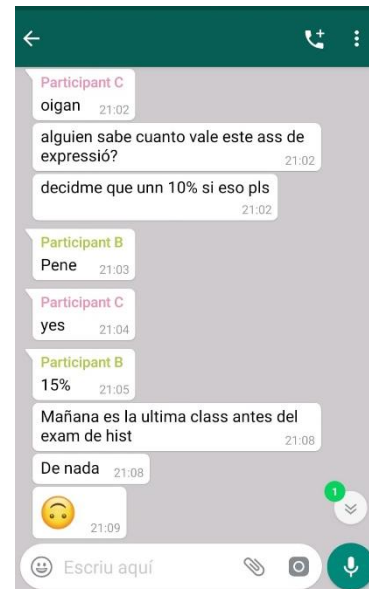 Participant C
oigan 21:02
alguien sabe cuanto vale este ass de
expressió?
21:02
decidme que unn 10% si eso pls
21:02
Participant B
Pene 21:03
Participant C
yes 21:04
Participant B
15% 21:05
Mañana es la ultima class antes del
exam de hist
21:08
De nada 21:08
1
21:09
Escriu aquí